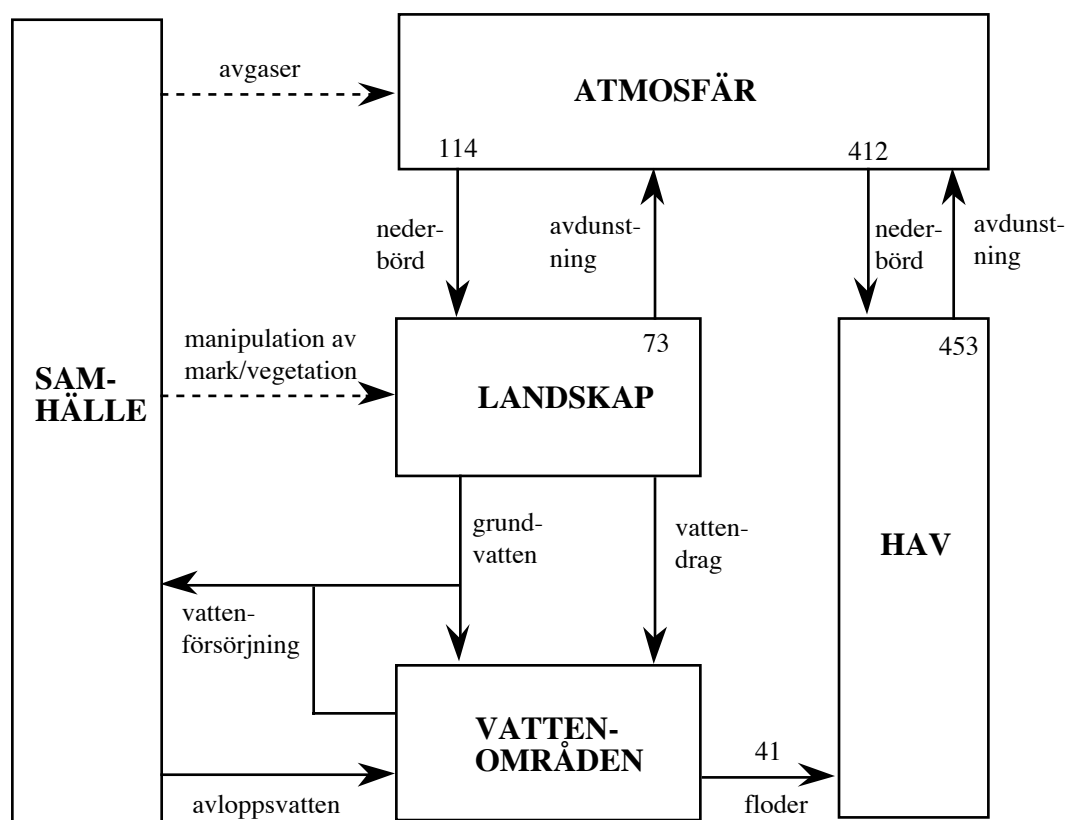 avgaser
ATMOSFÄR
114
412
neder-
börd
avdunst-
ning
neder-
börd
avdunst-
ning
manipulation av
mark/vegetation
73
453
SAM-
HÄLLE
LANDSKAP
grund-
vatten
vatten-
drag
HAV
vatten-
försörjning
VATTEN-
OMRÅDEN
41
avloppsvatten
floder